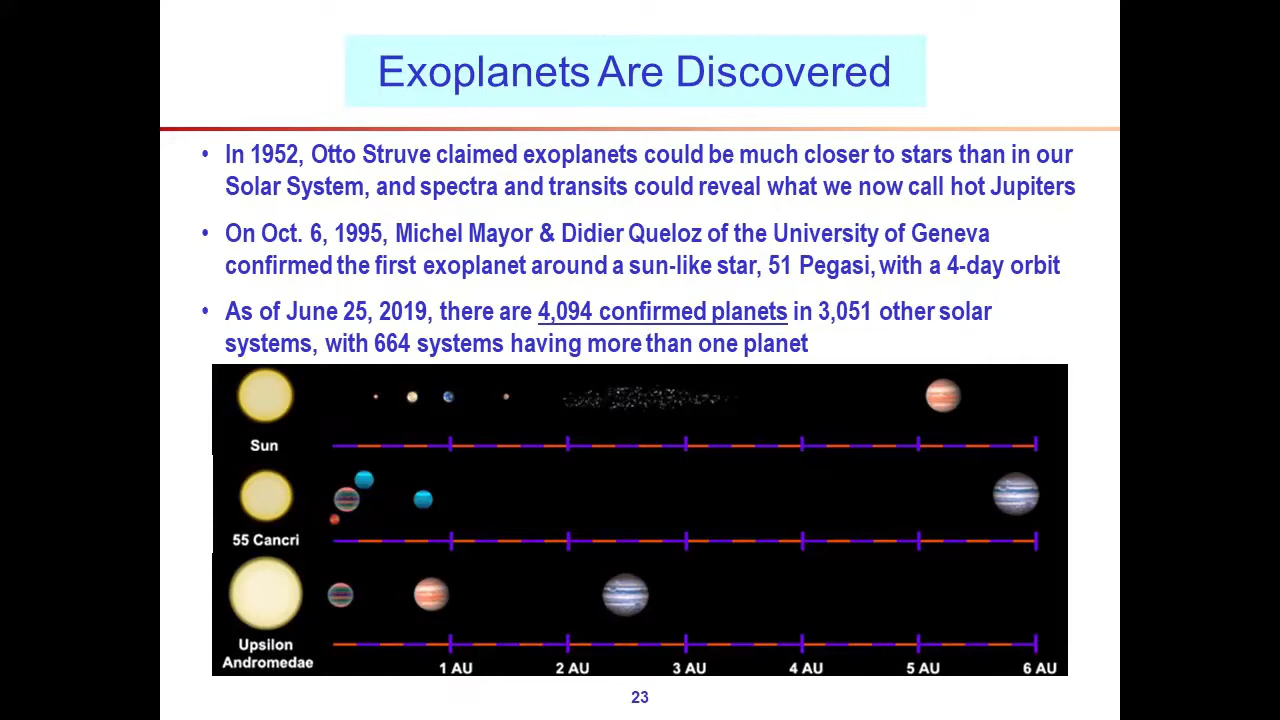 Exoplanets Are Discovered
• In 1952, Otto Struve claimed exoplanets could be much closer to stars than in our
Solar System, and spectra and transits could reveal what we now call hot Jupiters
• On Oct. 6, 1995, Michel Mayor & Didier Queloz of the University of Geneva
confirmed the first exoplanet around a sun-like star, 51 Pegasi, with a 4-day orbit
• As of June 25, 2019, there are 4,094 confirmed planets in 3,051 other solar
systems, with 664 systems having more than one planet
Sun
55 Cancri
Upsilon
Andromedae
1 AU 2 AU 3 AU 4 AU 5 AU 6 AU
23